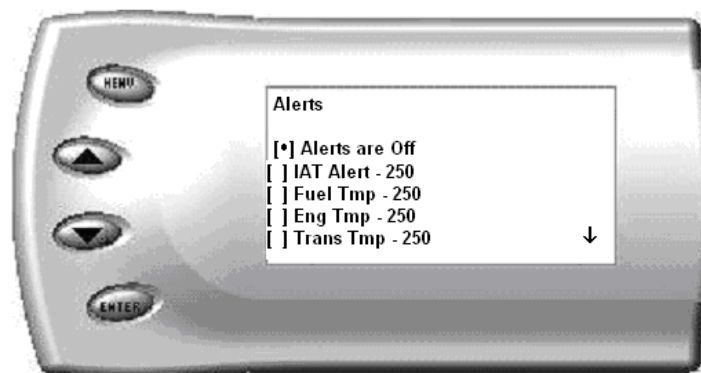 MENU
Alerts
[•] Alerts are Off
[ ] IAT Alert - 250
[ ] Fuel Tmp - 250
[ ] Eng Tmp - 250
[ ] Trans Tmp - 250
ENTER